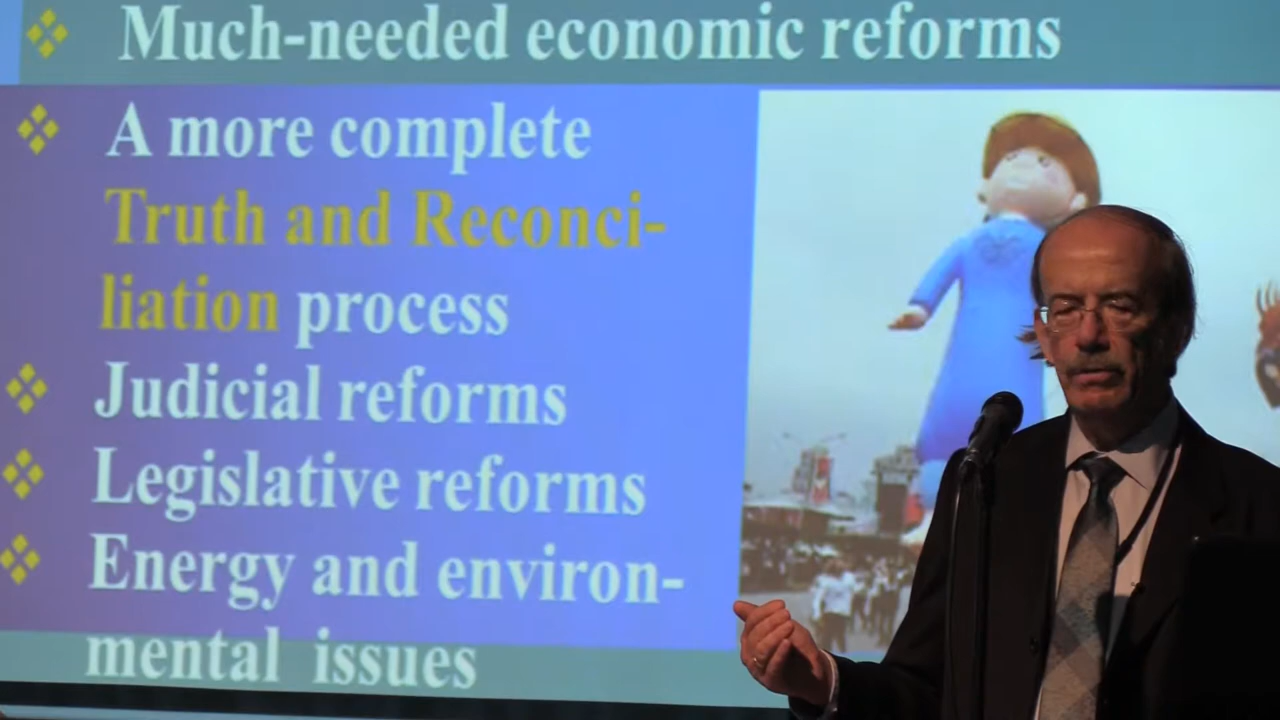 Much-needed economic reforms
A more complete
Truth and Reconci-
liation process
Judicial reforms
Legislative reforms
Energy and environ-
mental issues